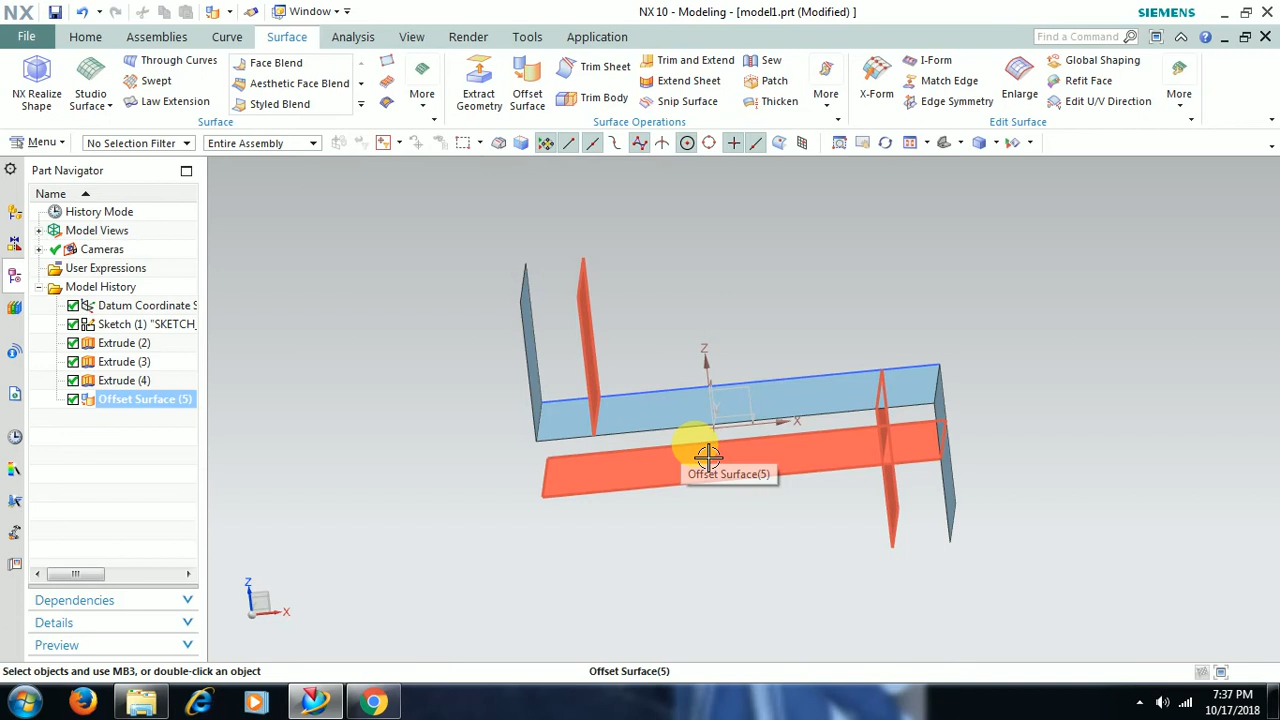 NX
Window
NX 10 - Modeling - [model1.prt (Modified) ]
SIEMENS
File
Home
Assemblies
Curve
Surface
Analysis
View
Render
Tools
Application
Find a Command
NX Realize Shape
Studio Surface
Through Curves
Swept
Law Extension
Face Blend
Aesthetic Face Blend
Styled Blend
More
Surface
Extract Geometry
Offset Surface
Trim Sheet
Trim Body
Trim and Extend
Extend Sheet
Snip Surface
Sew
Patch
Thicken
More
Surface Operations
X-Form
I-Form
Match Edge
Edge Symmetry
Enlarge
Global Shaping
Refit Face
Edit U/V Direction
More
Edit Surface
Menu
No Selection Filter
Entire Assembly
Part Navigator
Name
History Mode
Model Views
Cameras
User Expressions
Model History
Datum Coordinate S
Sketch (1) "SKETCH_
Extrude (2)
Extrude (3)
Extrude (4)
Offset Surface (5)
Dependencies
Details
Preview
Z
X
Offset Surface(5)
Z
X
Select objects and use MB3, or double-click an object
Offset Surface(5)
7:37 PM
10/17/2018